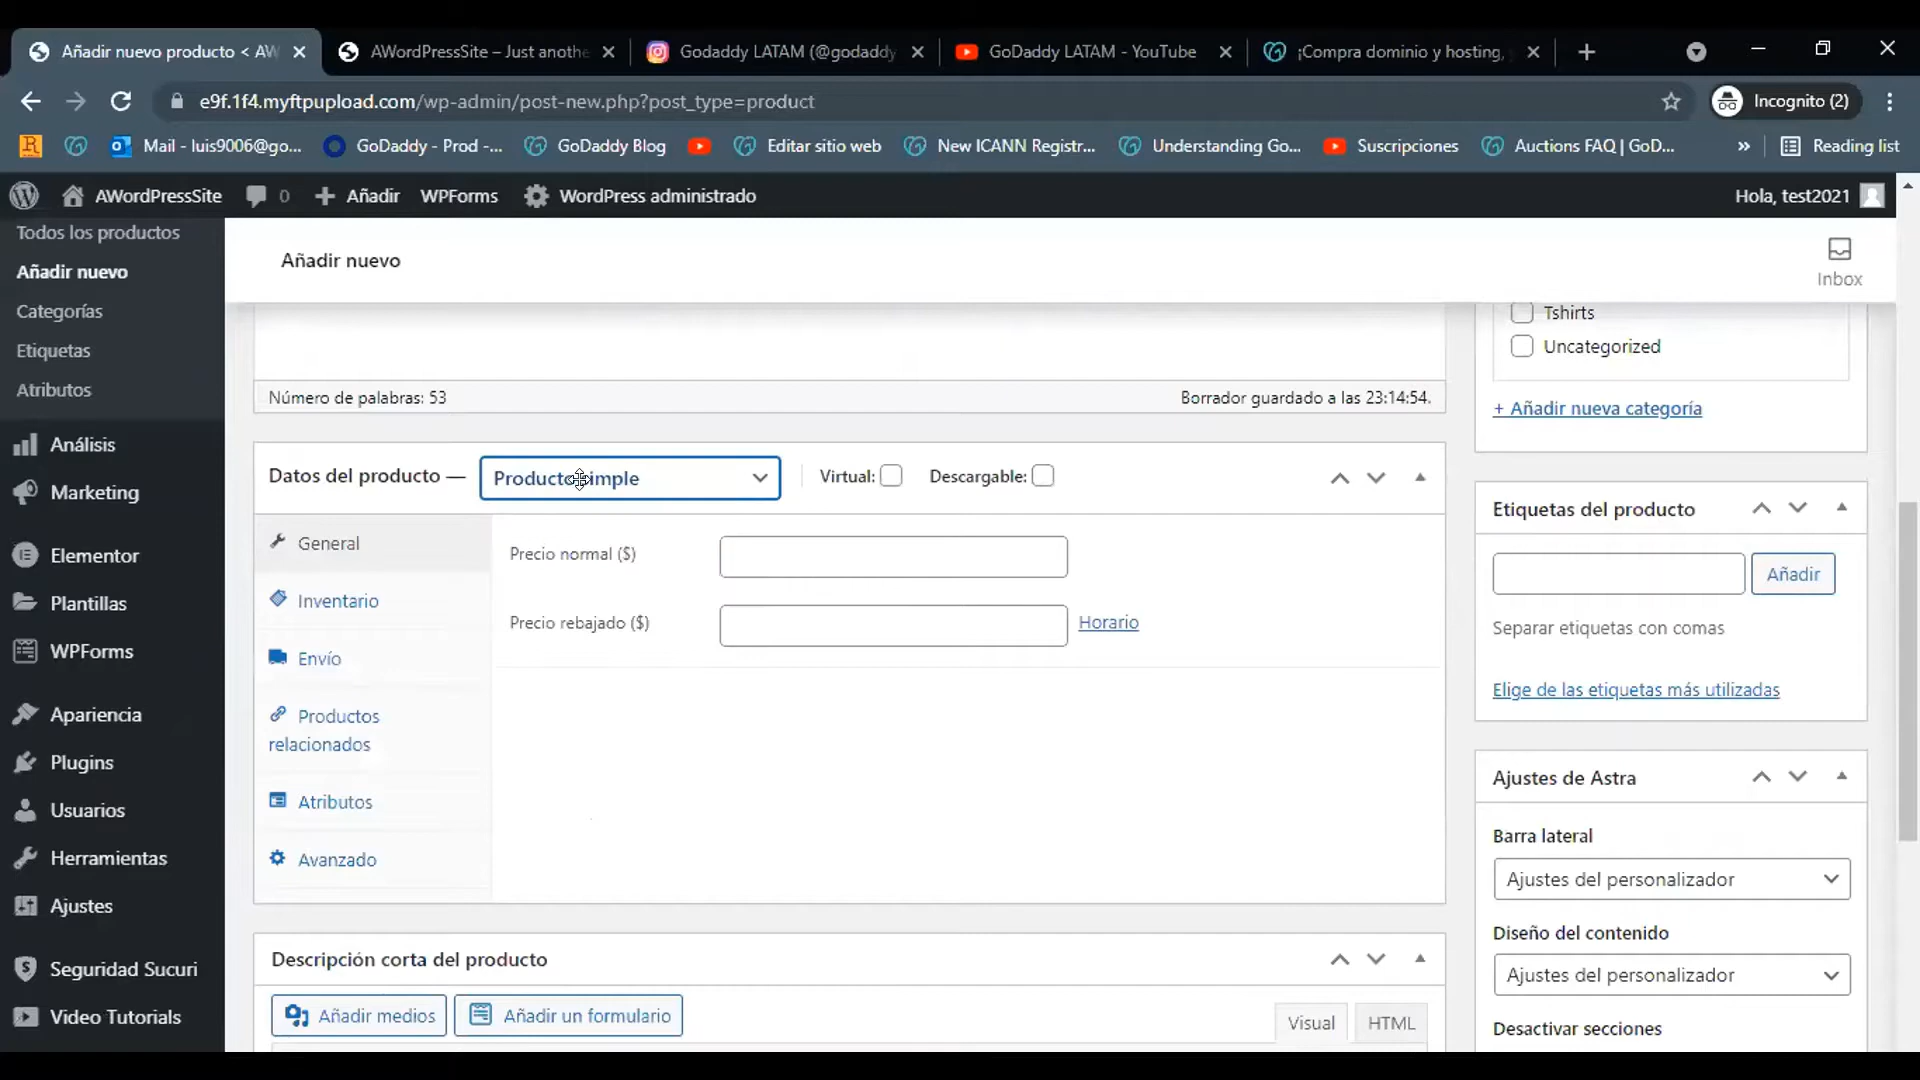 Añadir nuevo producto < AW
AWordPressSite – Just anothe
Godaddy LATAM (@godaddy
GoDaddy LATAM - YouTube
¡Compra dominio y hosting,
e9f.1f4.myftpupload.com/wp-admin/post-new.php?post_type=product
Incognito (2)
Mail - luis9006@go...
GoDaddy - Prod -...
GoDaddy Blog
Editar sitio web
New ICANN Registr...
Understanding Go...
Suscripciones
Auctions FAQ | GoD...
»
Reading list
AWordPressSite
0
Añadir
WPForms
WordPress administrado
Hola, test2021
Todos los productos
Añadir nuevo
Categorías
Etiquetas
Atributos
Análisis
Marketing
Elementor
Plantillas
WPForms
Apariencia
Plugins
Usuarios
Herramientas
Ajustes
Seguridad Sucuri
Video Tutorials
Añadir nuevo
Inbox
Número de palabras: 53
Borrador guardado a las 23:14:54.
Datos del producto —
Producto simple
Virtual:
Descargable:
General
Inventario
Envío
Productos
relacionados
Atributos
Avanzado
Precio normal ($)
Precio rebajado ($)
Horario
Descripción corta del producto
Añadir medios
Añadir un formulario
Visual
HTML
Tshirts
Uncategorized
+ Añadir nueva categoría
Etiquetas del producto
Añadir
Separar etiquetas con comas
Elige de las etiquetas más utilizadas
Ajustes de Astra
Barra lateral
Ajustes del personalizador
Diseño del contenido
Ajustes del personalizador
Desactivar secciones